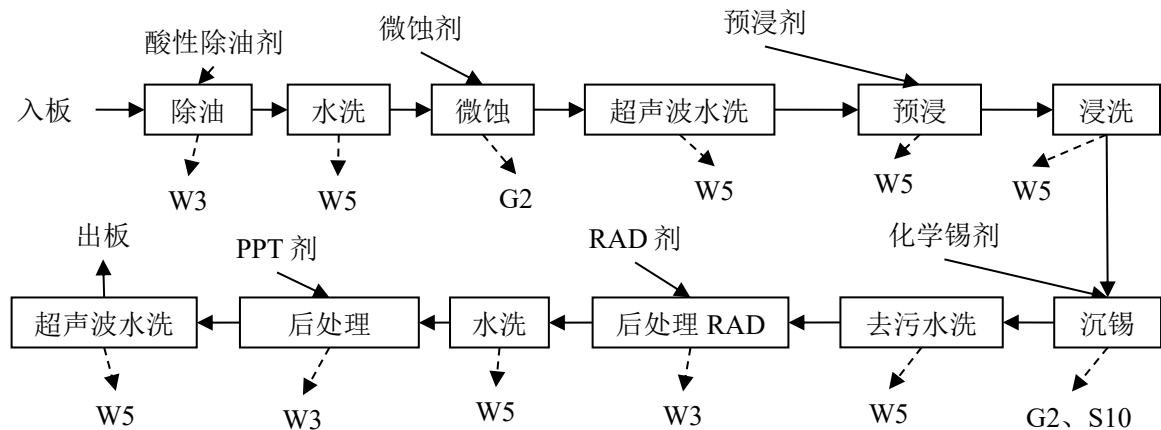 酸性除油剂
微蚀剂
预浸剂
入板
除油
水洗
微蚀
超声波水洗
预浸
浸洗
W3
W5
G2
W5
W5
W5
出板
PPT 剂
RAD 剂
化学锡剂
超声波水洗
后处理
水洗
后处理 RAD
去污水洗
沉锡
W5
W3
W5
W3
W5
G2、S10